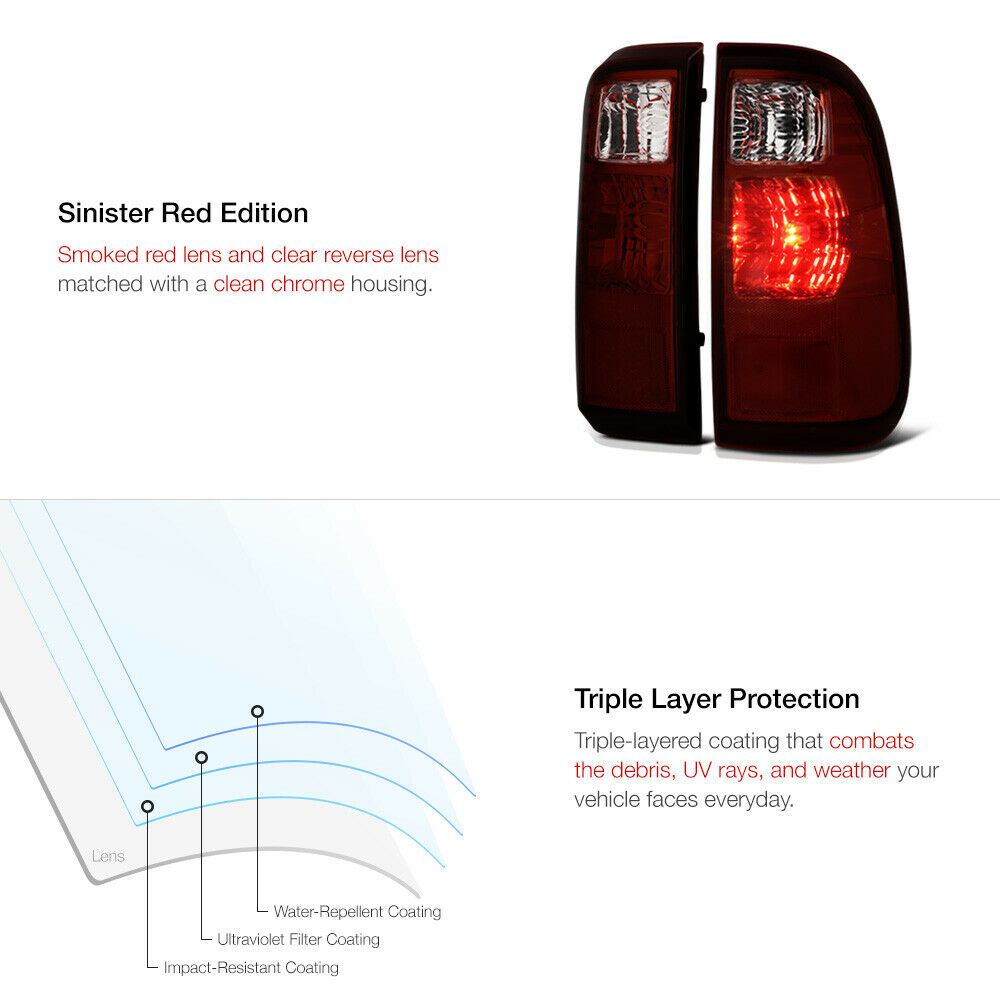 Sinister Red Edition
Smoked red lens and clear reverse lens
matched with a clean chrome housing.
Triple Layer Protection
Triple-layered coating that combats
the debris, UV rays, and weather your
vehicle faces everyday.
Lens
Water-Repellent Coating
Ultraviolet Filter Coating
Impact-Resistant Coating